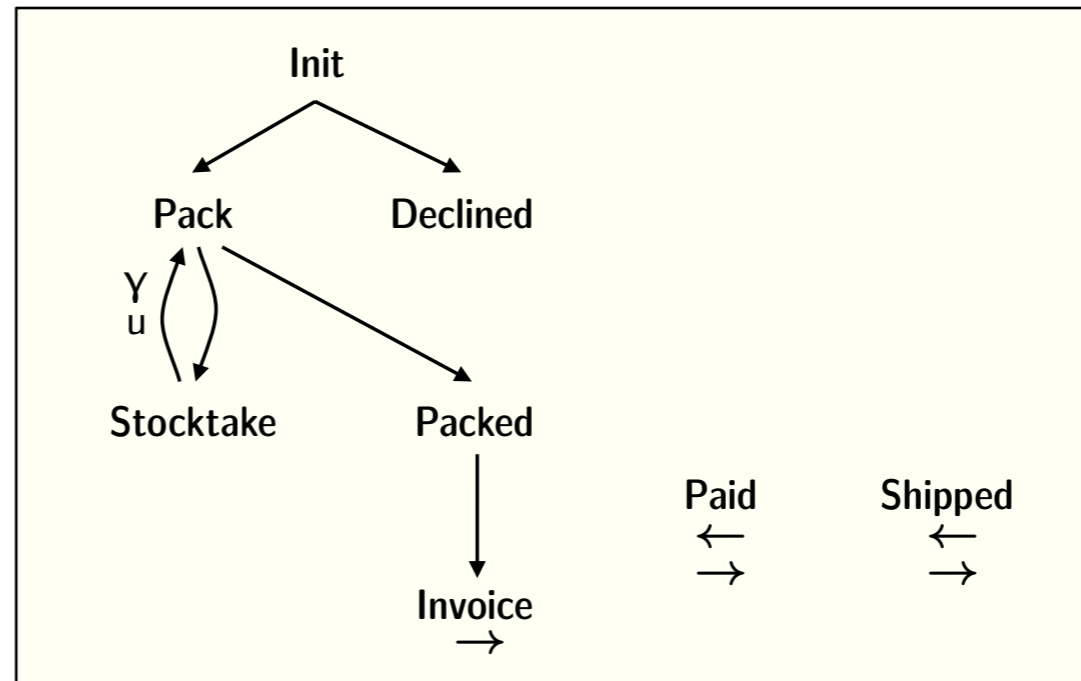 Init
Pack
Declined
γ
u
Stocktake
Packed
Paid
Shipped
←
←
→
→
Invoice
→